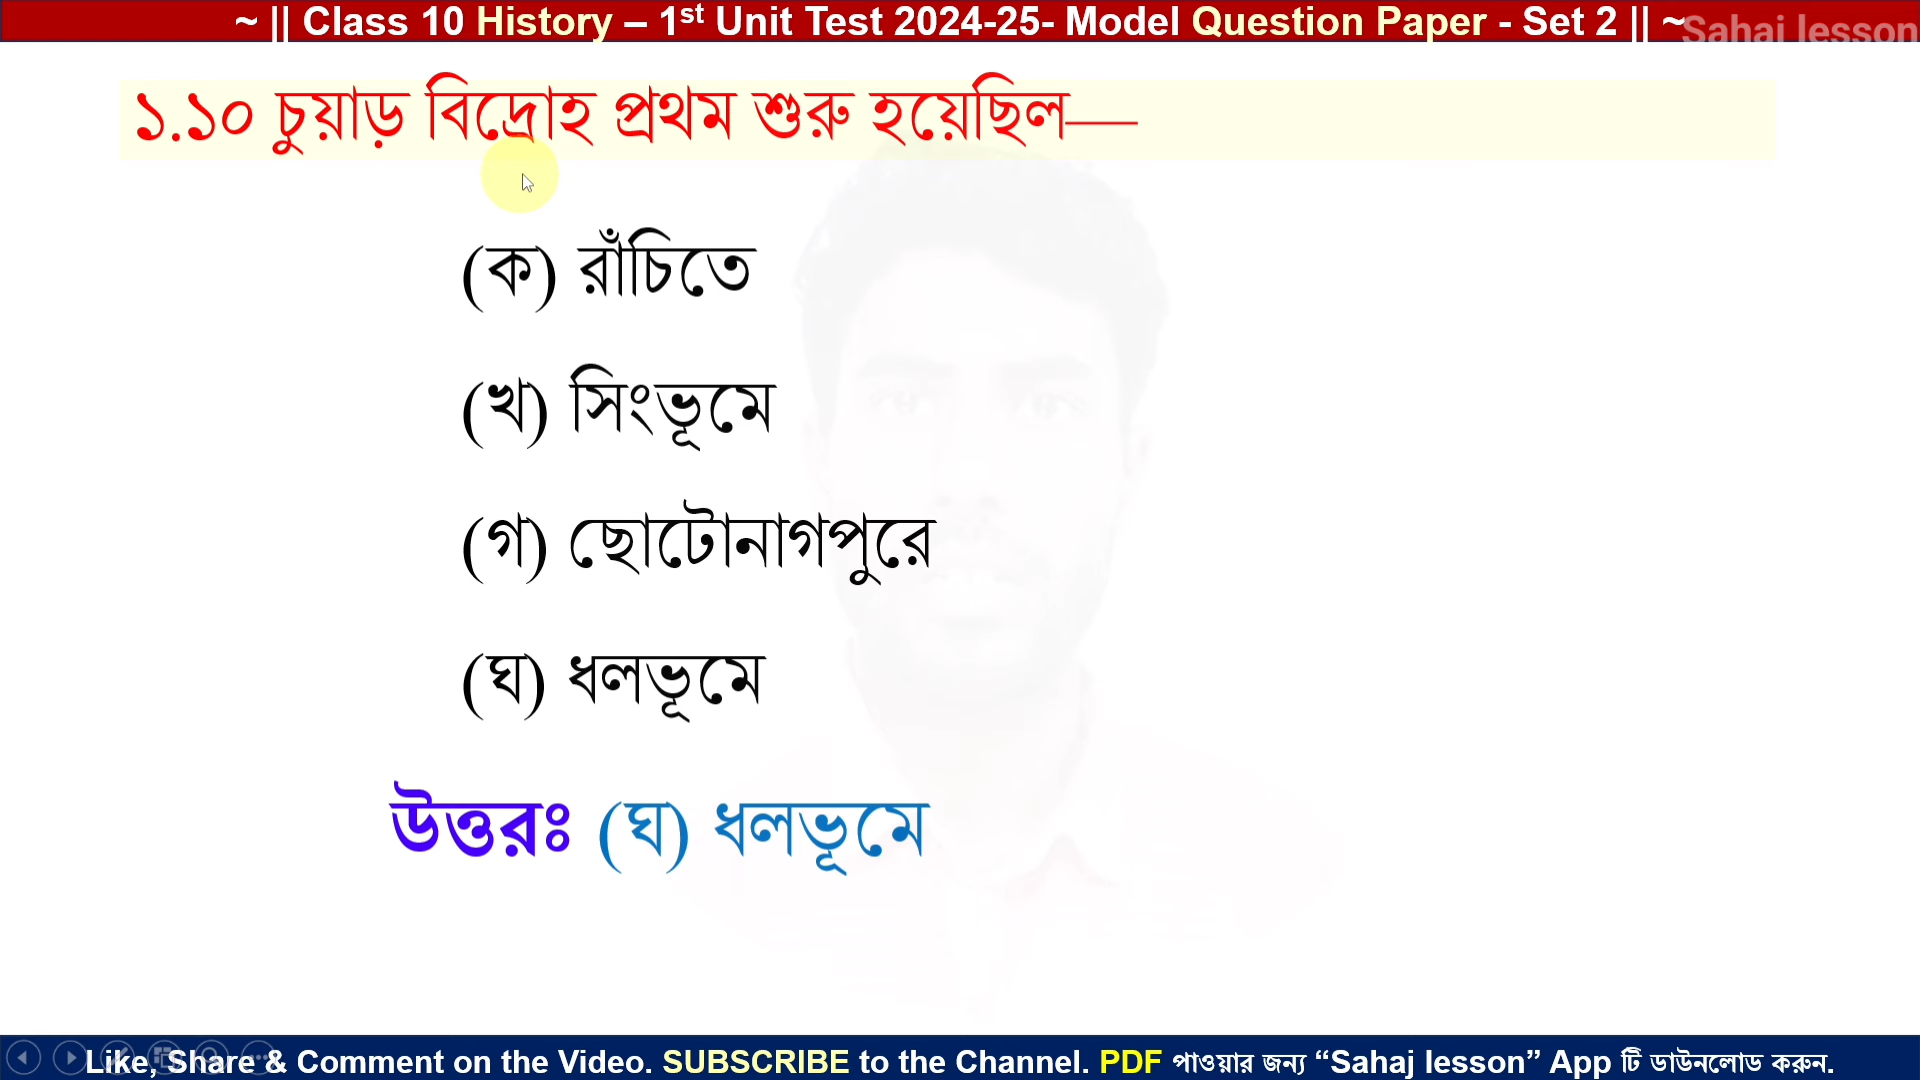 ~ || Class 10 History – 1st Unit Test 2024-25- Model Question Paper - Set 2 || ~
Sahaj lesson
১.১০ চুয়াড় বিদ্রোহ প্রথম শুরু হয়েছিল—
(ক) রাঁচিতে
(খ) সিংভূমে
(গ) ছোটোনাগপুরে
(ঘ) ধলভূমে
উত্তরঃ (ঘ) ধলভূমে
Like, Share & Comment on the Video. SUBSCRIBE to the Channel. PDF পাওয়ার জন্য “Sahaj lesson” App টি ডাউনলোড করুন.